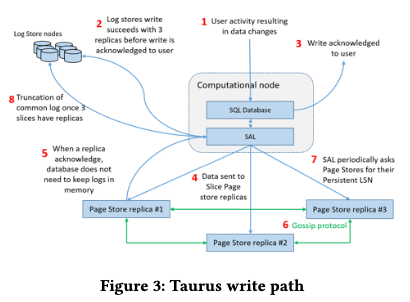 1 User activity resulting
in data changes
2 Log stores write
succeeds with 3
replicas before write is
acknowledged to user
3 Write acknowledged
to user
Log Store nodes
Computational node
SQL Database
SAL
8 Truncation of
common log once 3
slices have replicas
5 When a replica
acknowledge,
database does not
need to keep logs in
memory
4 Data sent to
Slice Page
store replicas
7 SAL periodically asks
Page Stores for their
Persistent LSN
Page Store replica #1
Page Store replica #3
6 Gossip protocol
Page Store replica #2
Figure 3: Taurus write path